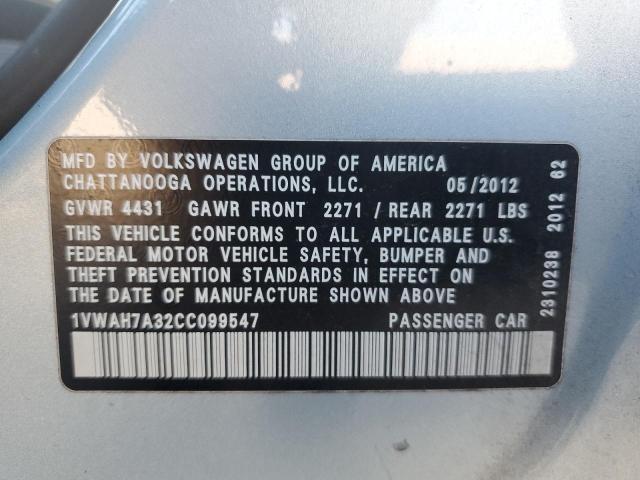 MFD BY VOLKSWAGEN GROUP OF AMERICA
CHATTANOOGA OPERATIONS, LLC. 05/2012
GVWR 4431 GAWR FRONT 2271 / REAR 2271 LBS
THIS VEHICLE CONFORMS TO ALL APPLICABLE U.S.
FEDERAL MOTOR VEHICLE SAFETY, BUMPER AND
THEFT PREVENTION STANDARDS IN EFFECT ON
THE DATE OF MANUFACTURE SHOWN ABOVE
1VWAH7A32CC099547 PASSENGER CAR
2310238 2012 62